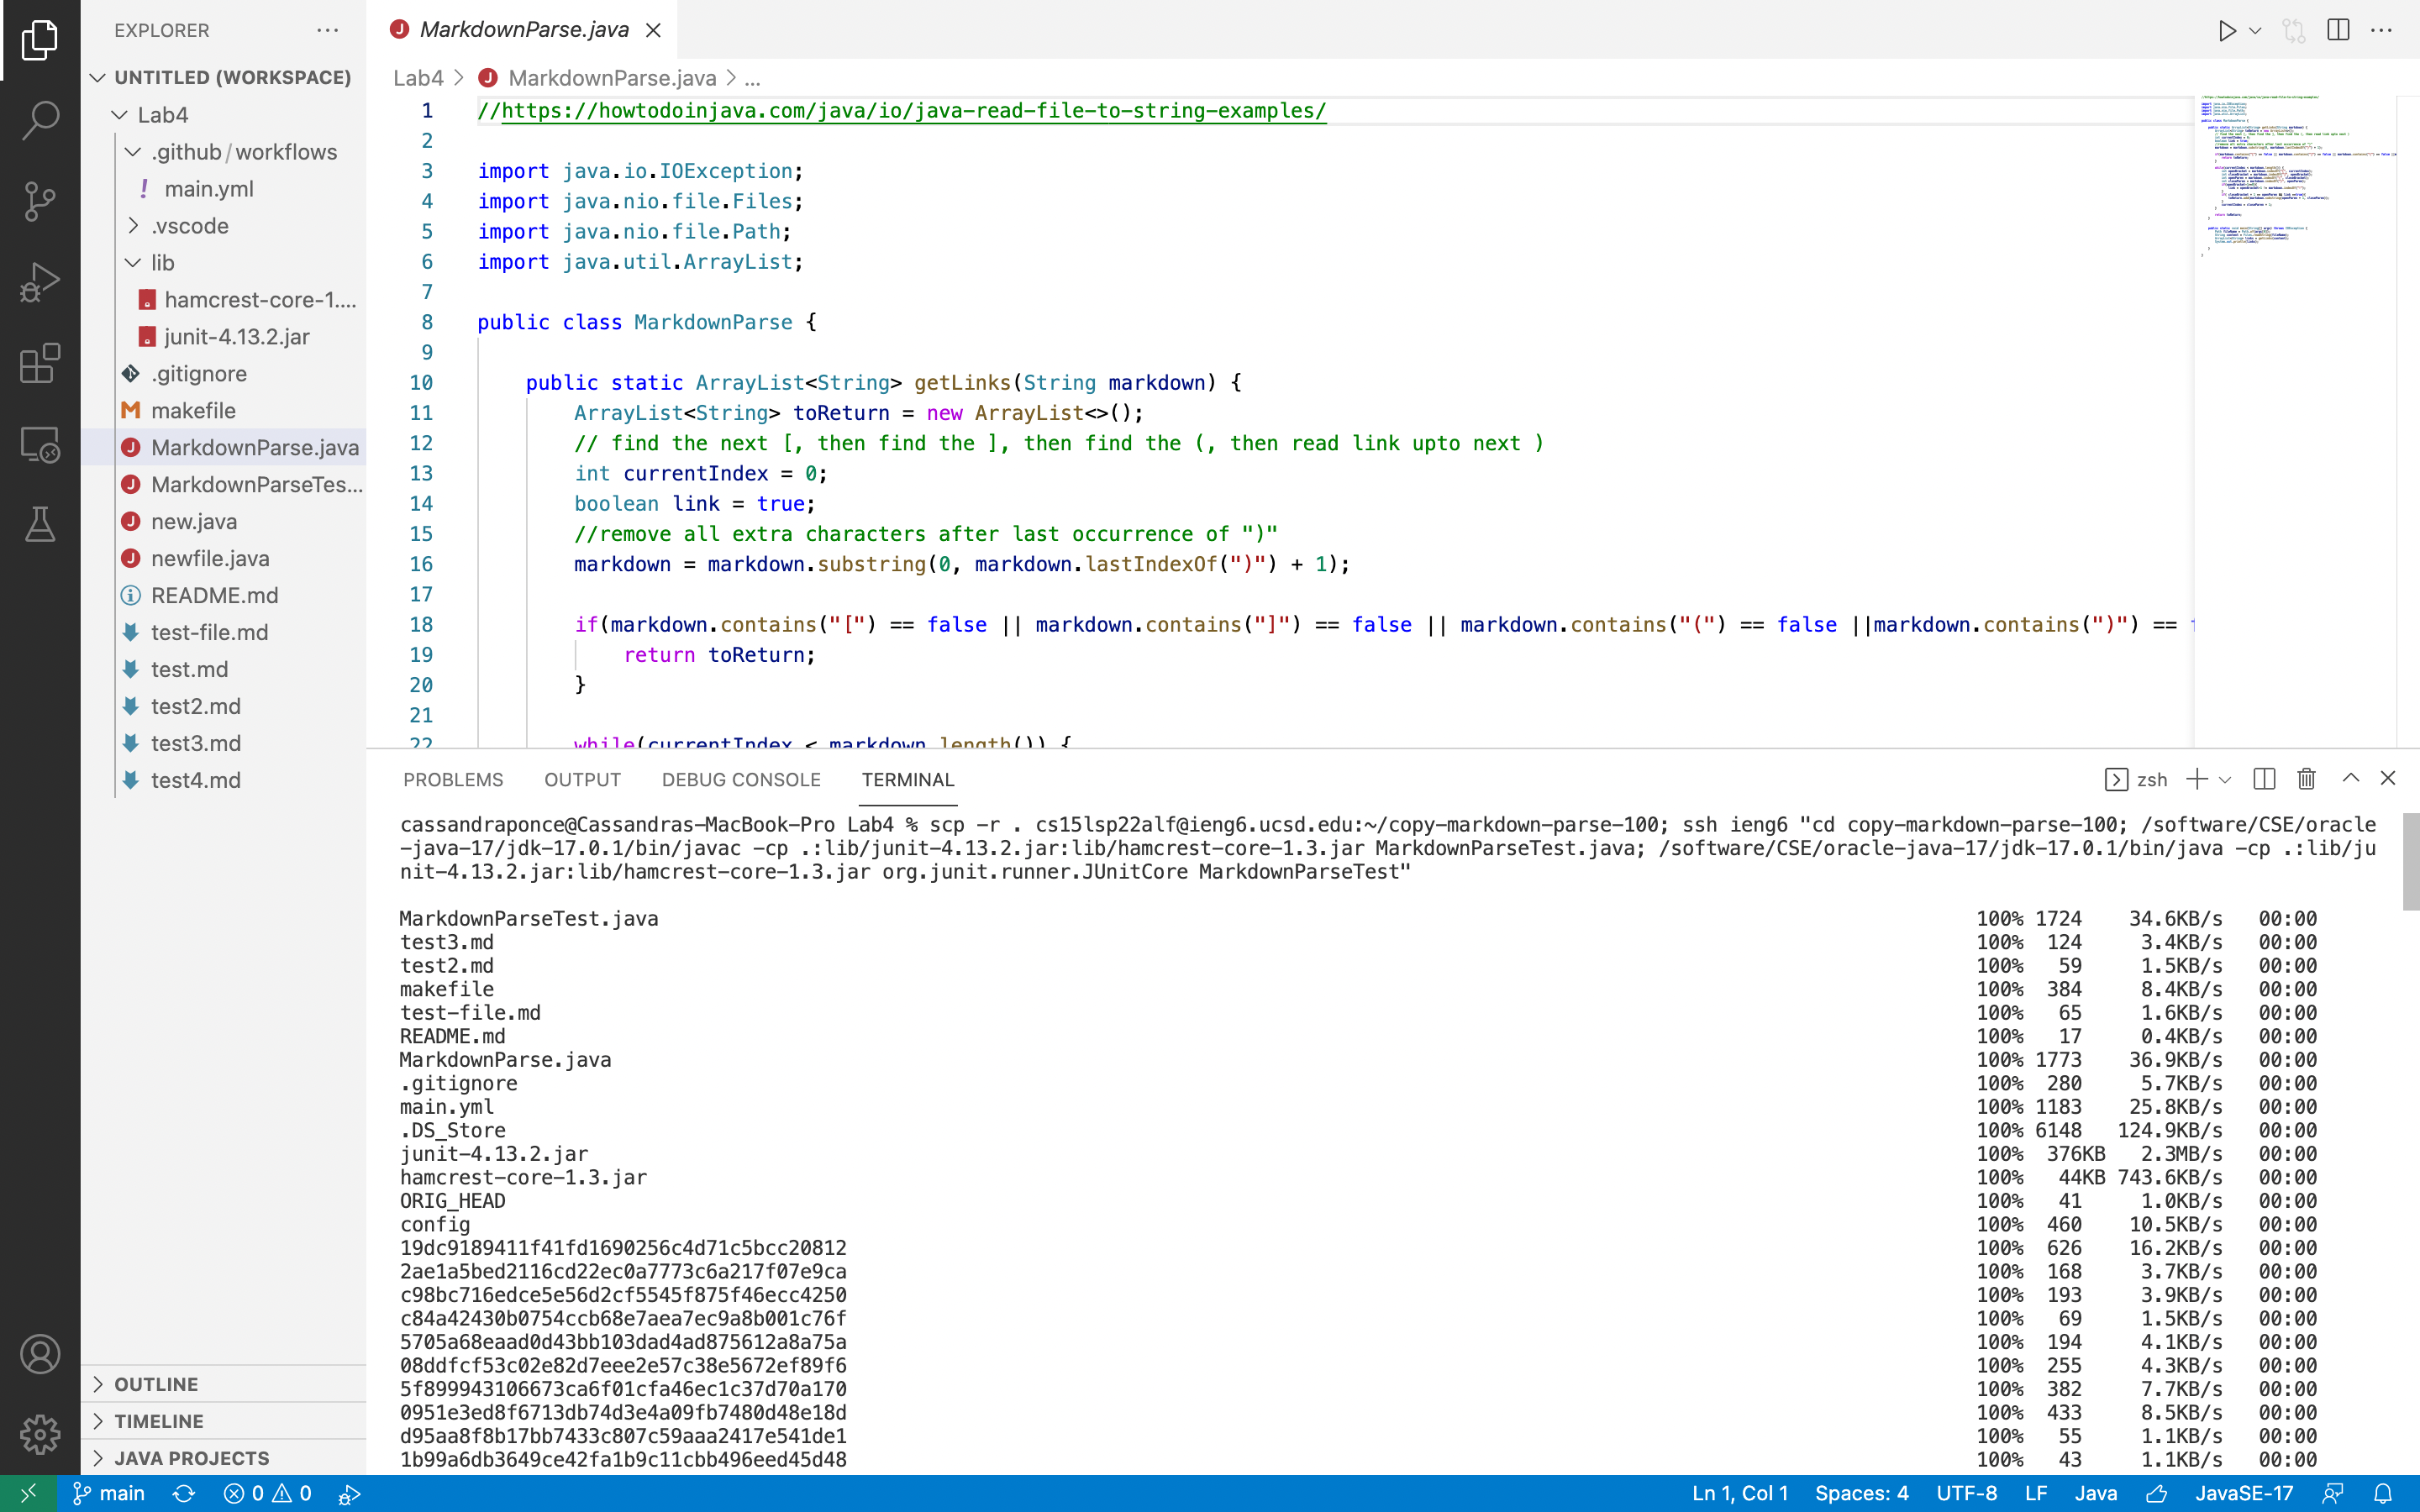 EXPLORER
UNTITLED (WORKSPACE)
Lab4
.github/workflows
! main.yml
.vscode
lib
hamcrest-core-1....
junit-4.13.2.jar
.gitignore
makefile
MarkdownParse.java
MarkdownParseTes...
new.java
newfile.java
README.md
test-file.md
test.md
test2.md
test3.md
test4.md
OUTLINE
TIMELINE
JAVA PROJECTS
MarkdownParse.java
Lab4 > MarkdownParse.java > ...
1 //https://howtodoinjava.com/java/io/java-read-file-to-string-examples/
2
3 import java.io.IOException;
4 import java.nio.file.Files;
5 import java.nio.file.Path;
6 import java.util.ArrayList;
7
8 public class MarkdownParse {
9
10 public static ArrayList<String> getLinks(String markdown) {
11 ArrayList<String> toReturn = new ArrayList<>();
12 // find the next [, then find the ], then find the (, then read link upto next )
13 int currentIndex = 0;
14 boolean link = true;
15 //remove all extra characters after last occurrence of ")"
16 markdown = markdown.substring(0, markdown.lastIndexOf(")") + 1);
17
18 if(markdown.contains("[") == false || markdown.contains("]") == false || markdown.contains("(") == false ||markdown.contains(")") ==
19 return toReturn;
20 }
21
22 while(currentIndex < markdown.length()) {
PROBLEMS OUTPUT DEBUG CONSOLE TERMINAL
zsh
cassandraponce@Cassandras-MacBook-Pro Lab4 % scp -r . cs15lsp22alf@ieng6.ucsd.edu:~/copy-markdown-parse-100; ssh ieng6 "cd copy-markdown-parse-100; /software/CSE/oracle
-java-17/jdk-17.0.1/bin/javac -cp .:lib/junit-4.13.2.jar:lib/hamcrest-core-1.3.jar MarkdownParseTest.java; /software/CSE/oracle-java-17/jdk-17.0.1/bin/java -cp .:lib/ju
nit-4.13.2.jar:lib/hamcrest-core-1.3.jar org.junit.runner.JUnitCore MarkdownParseTest"
MarkdownParseTest.java 100% 1724 34.6KB/s 00:00
test3.md 100% 124 3.4KB/s 00:00
test2.md 100% 59 1.5KB/s 00:00
makefile 100% 384 8.4KB/s 00:00
test-file.md 100% 65 1.6KB/s 00:00
README.md 100% 17 0.4KB/s 00:00
MarkdownParse.java 100% 1773 36.9KB/s 00:00
.gitignore 100% 280 5.7KB/s 00:00
main.yml 100% 1183 25.8KB/s 00:00
.DS_Store 100% 6148 124.9KB/s 00:00
junit-4.13.2.jar 100% 376KB 2.3MB/s 00:00
hamcrest-core-1.3.jar 100% 44KB 743.6KB/s 00:00
ORIG_HEAD 100% 41 1.0KB/s 00:00
config 100% 460 10.5KB/s 00:00
19dc9189411f41fd1690256c4d71c5bcc20812 100% 626 16.2KB/s 00:00
2ae1a5bed2116cd22ec0a7773c6a217f07e9ca 100% 168 3.7KB/s 00:00
c98bc716edce5e56d2cf5545f875f46ecc4250 100% 193 3.9KB/s 00:00
c84a42430b0754ccb68e7aea7ec9a8b001c76f 100% 69 1.5KB/s 00:00
5705a68eaad0d43bb103dad4ad875612a8a75a 100% 194 4.1KB/s 00:00
08ddfcf53c02e82d7eee2e57c38e5672ef89f6 100% 255 4.3KB/s 00:00
5f899943106673ca6f01cfa46ec1c37d70a170 100% 382 7.7KB/s 00:00
0951e3ed8f6713db74d3e4a09fb7480d48e18d 100% 433 8.5KB/s 00:00
d95aa8f8b17bb7433c807c59aaa2417e541de1 100% 55 1.1KB/s 00:00
1b99a6db3649ce42fa1b9c11cbb496eed45d48 100% 43 1.1KB/s 00:00
main 0 0 Ln 1, Col 1 Spaces: 4 UTF-8 LF Java JavaSE-17